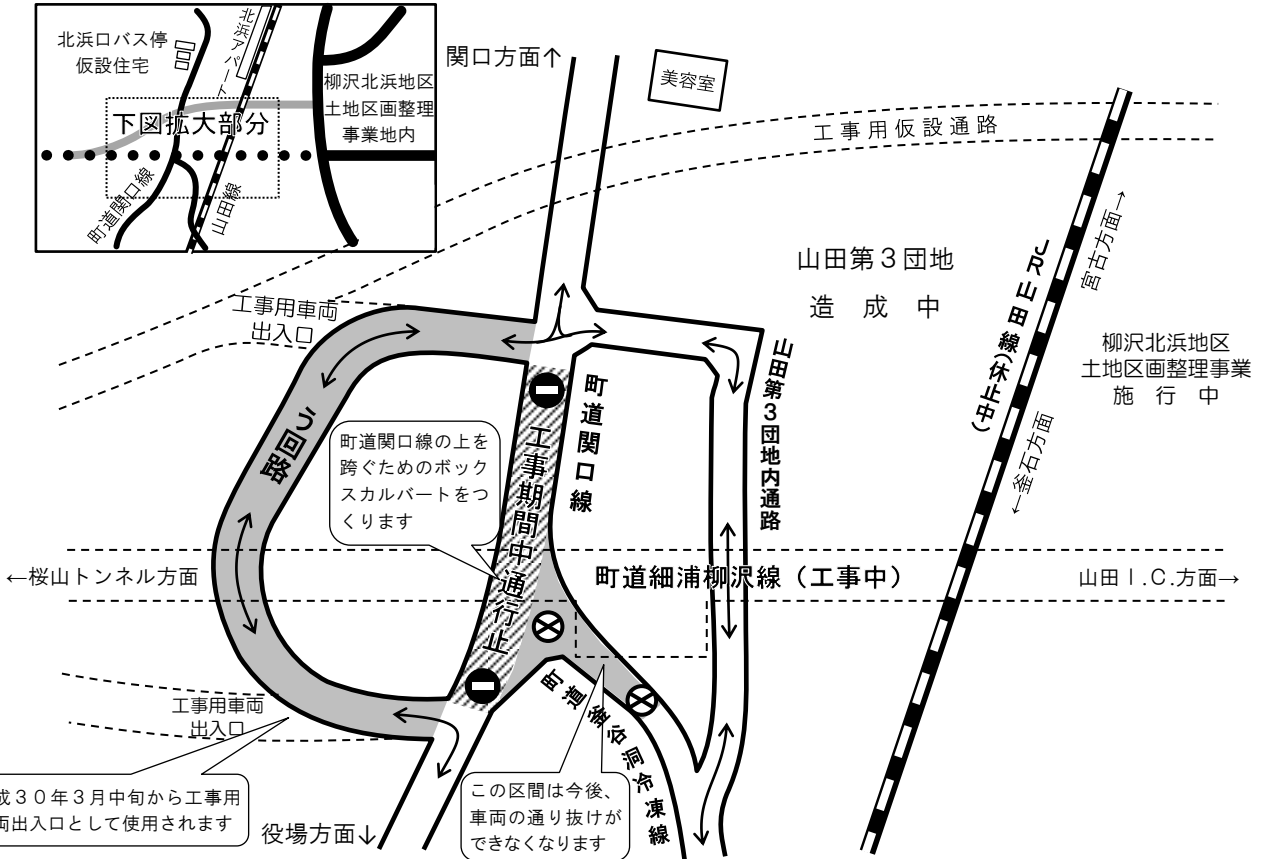 北浜口バス停
仮設住宅
北浜アパート
柳沢北浜地区
土地区画整理
事業地内
下図拡大部分
町道関口線
山田線
関口方面↑
美容室
工事用仮設通路
宮古方面→
JR山田線(休止中)
←釜石方面
山田第3団地
造成中
柳沢北浜地区
土地区画整理事業
施行中
工事用車両
出入口
う回路
町道関口線の上を
跨ぐためのボック
スカルバートをつ
くります
工事期間中通行止
町道関口線
山田第3団地内通路
←桜山トンネル方面
町道細浦柳沢線(工事中)
山田I.C.方面→
工事用車両
出入口
町道釜谷洞冷凍線
成30年3月中旬から工事用
両出入口として使用されます
役場方面↓
この区間は今後、
車両の通り抜けが
できなくなります